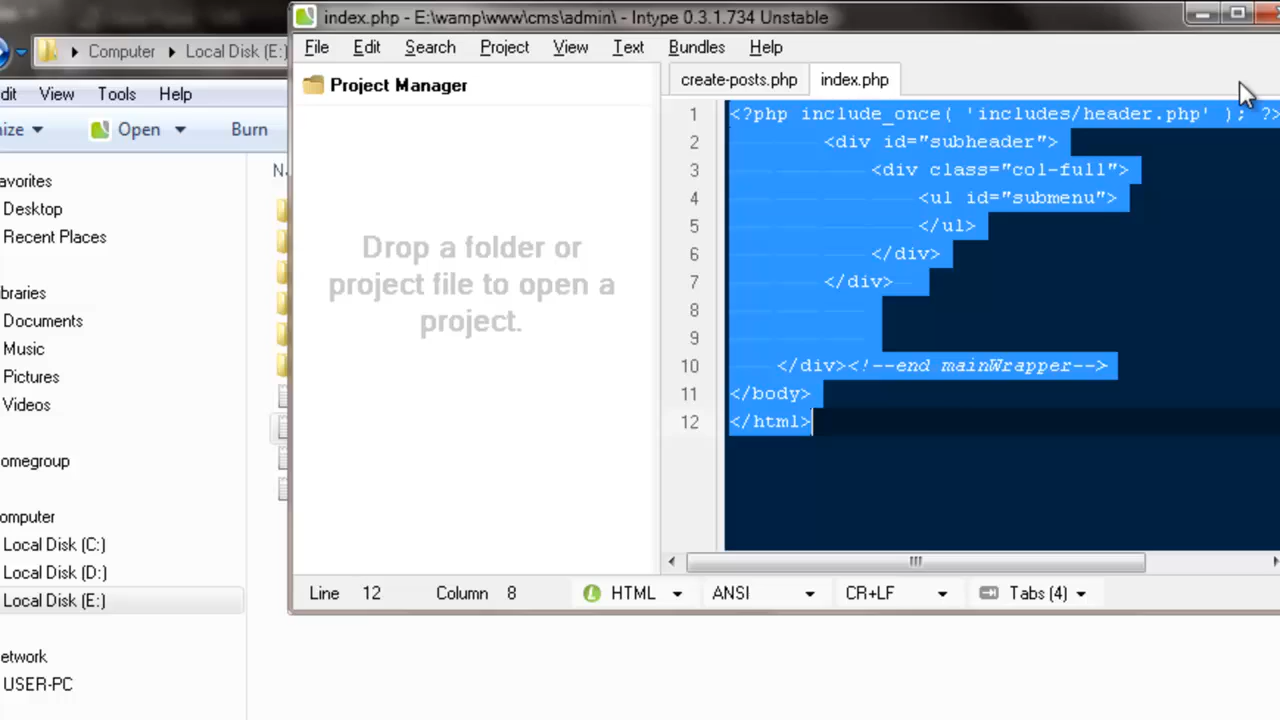 index.php - E:\wamp\www\cms\admin\ - Intype 0.3.1.734 Unstable
Computer Local Disk (E:)
File Edit Search Project View Text Bundles Help
dit View Tools Help
Project Manager
create-posts.php index.php
nize Open Burn
Drop a folder or
project file to open a
project.
1 <?php include_once( 'includes/header.php' ); ?>
2 <div id="subheader">
3 <div class="col-full">
4 <ul id="submenu">
5 </ul>
6 </div>
7 </div>
8
9
10 </div><!--end mainWrapper-->
11 </body>
12 </html>
avorites
Desktop
Recent Places
braries
Documents
Music
Pictures
Videos
omegroup
omputer
Local Disk (C:)
Local Disk (D:)
Local Disk (E:)
etwork
USER-PC
Line 12 Column 8 HTML ANSI CR+LF Tabs (4)